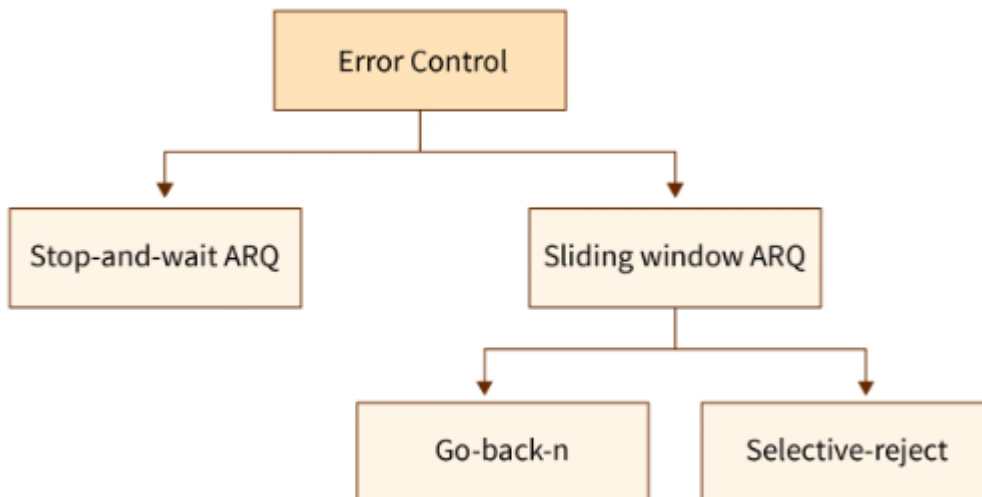 Error Control
Stop-and-wait ARQ
Sliding window ARQ
Go-back-n
Selective-reject